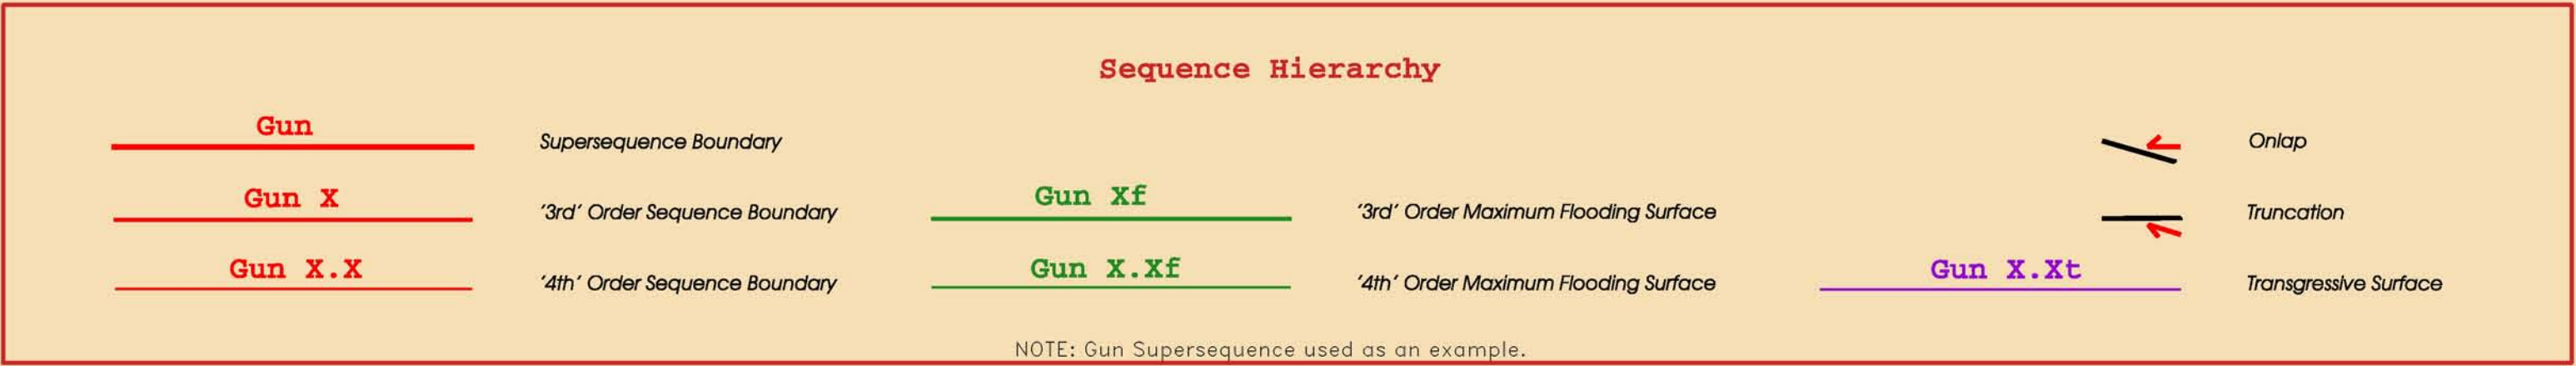 Sequence Hierarchy
Gun
Supersequence Boundary
Onlap
Gun X
'3rd' Order Sequence Boundary
Gun Xf
'3rd' Order Maximum Flooding Surface
Truncation
Gun X.X
'4th' Order Sequence Boundary
Gun X.Xf
'4th' Order Maximum Flooding Surface
Gun X.Xt
Transgressive Surface
NOTE: Gun Supersequence used as an example.